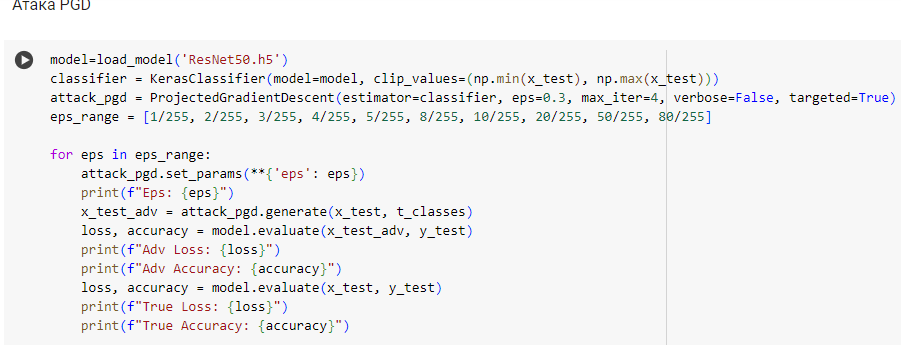 Атака PGD
model=load_model('ResNet50.h5')
classifier = KerasClassifier(model=model, clip_values=(np.min(x_test), np.max(x_test)))
attack_pgd = ProjectedGradientDescent(estimator=classifier, eps=0.3, max_iter=4, verbose=False, targeted=True)
eps_range = [1/255, 2/255, 3/255, 4/255, 5/255, 8/255, 10/255, 20/255, 50/255, 80/255]
for eps in eps_range:
    attack_pgd.set_params(**{'eps': eps})
    print(f"Eps: {eps}")
    x_test_adv = attack_pgd.generate(x_test, t_classes)
    loss, accuracy = model.evaluate(x_test_adv, y_test)
    print(f"Adv Loss: {loss}")
    print(f"Adv Accuracy: {accuracy}")
    loss, accuracy = model.evaluate(x_test, y_test)
    print(f"True Loss: {loss}")
    print(f"True Accuracy: {accuracy}")